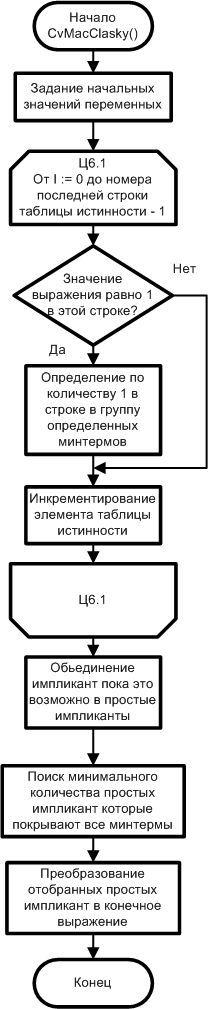 Начало
CvMacClasky()
Задание начальных
значений переменных
Ц6.1
От I := 0 до номера
последней строки
таблицы истинности - 1
Значение
выражения равно 1
в этой строке?
Нет
Да
Определение по
количеству 1 в
строке в группу
определенных
минтермов
Инкрементирование
элемента таблицы
истинности
Ц6.1
Обьединение
импликант пока это
возможно в простые
импликанты
Поиск минимального
количества простых
импликант которые
покрывают все минтермы
Преобразование
отобранных простых
импликант в конечное
выражение
Конец